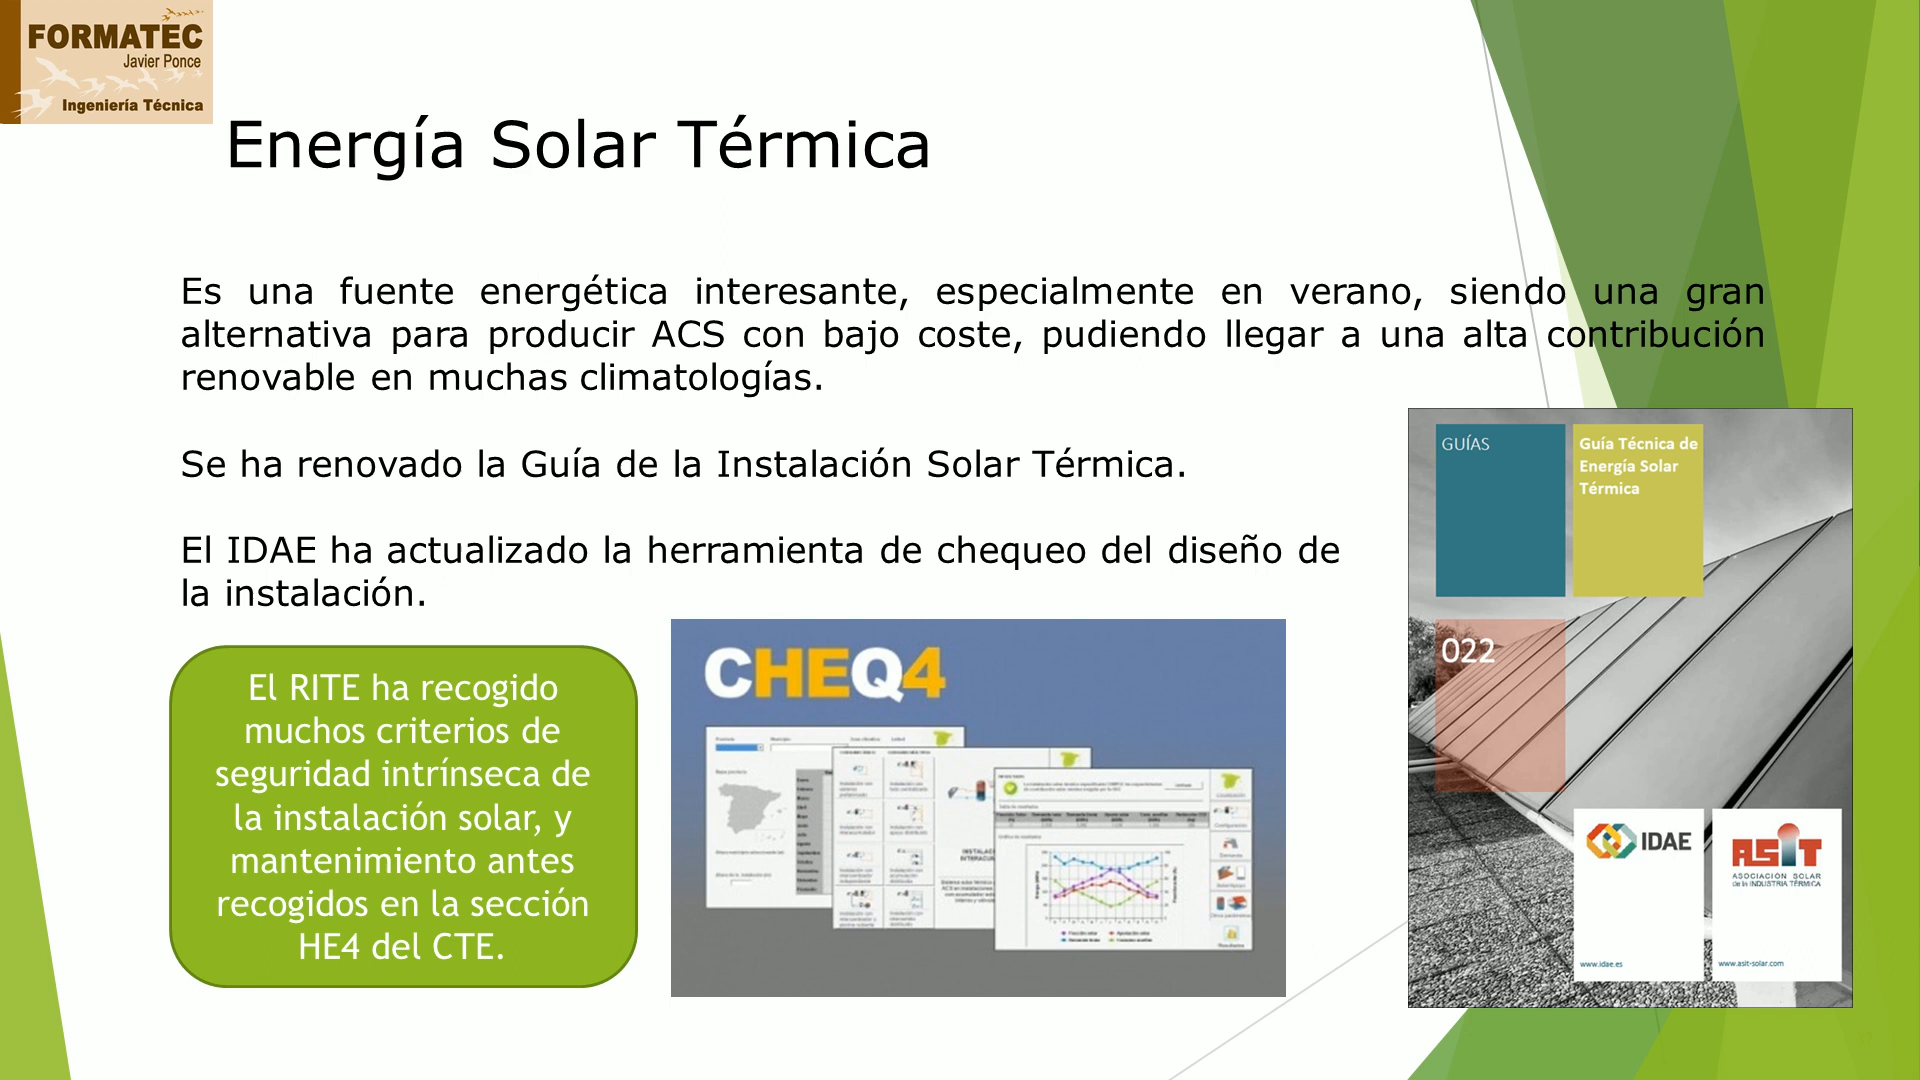 FORMATEC
Javier Ponce
Ingeniería Técnica
Energía Solar Térmica
Es una fuente energética interesante, especialmente en verano, siendo una gran
alternativa para producir ACS con bajo coste, pudiendo llegar a una alta contribución
renovable en muchas climatologías.
Se ha renovado la Guía de la Instalación Solar Térmica.
El IDAE ha actualizado la herramienta de chequeo del diseño de
la instalación.
El RITE ha recogido
muchos criterios de
seguridad intrínseca de
la instalación solar, y
mantenimiento antes
recogidos en la sección
HE4 del CTE.
CHEQ4
GUÍAS
Guía Técnica de
Energía Solar
Térmica
022
IDAE
www.idae.es
ASIT
ASOCIACIÓN SOLAR
de la INDUSTRIA TÉRMICA
www.asit-solar.com